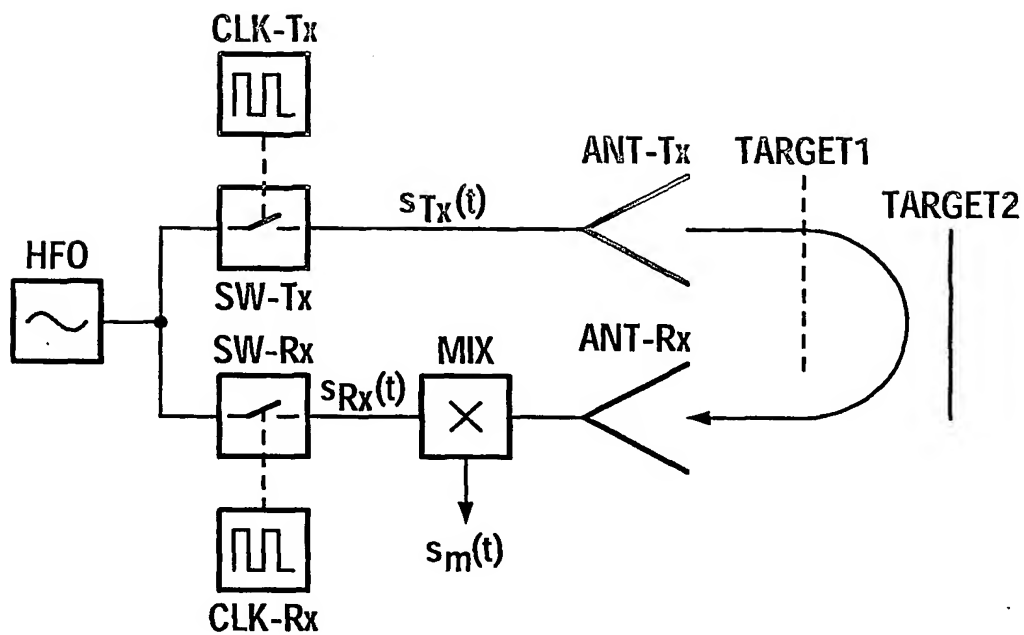 CLK-Tx
ANT-Tx
TARGET1
TARGET2
sTx(t)
HFO
SW-Tx
SW-Rx
MIX
ANT-Rx
sRx(t)
sm(t)
CLK-Rx